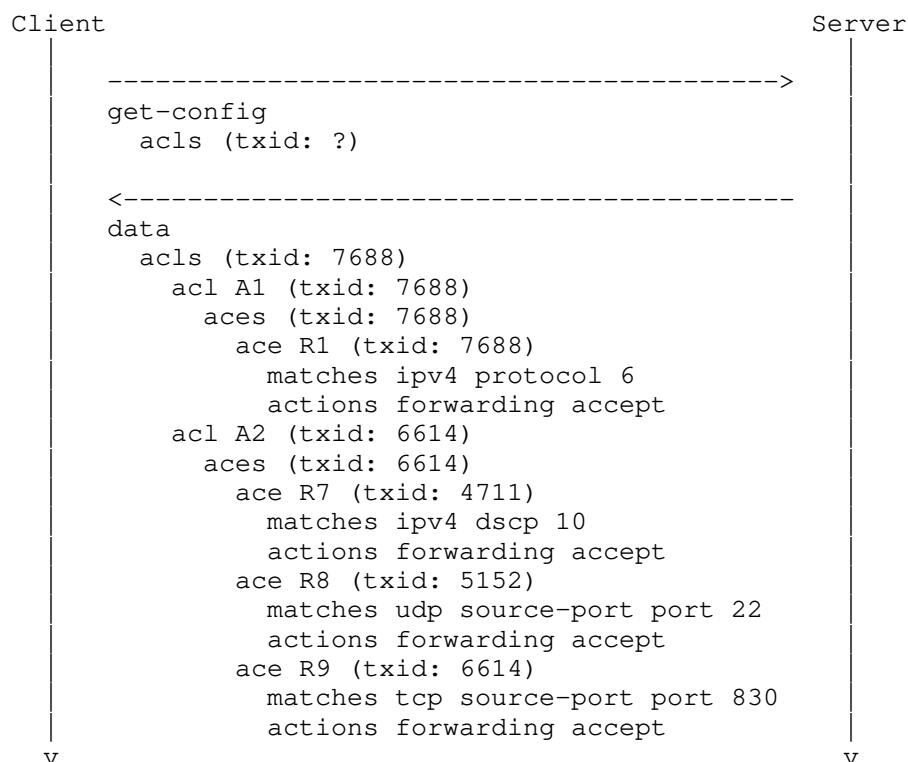 Client Server
get-config
acls (txid: ?)
data
acls (txid: 7688)
acl A1 (txid: 7688)
aces (txid: 7688)
ace R1 (txid: 7688)
matches ipv4 protocol 6
actions forwarding accept
acl A2 (txid: 6614)
aces (txid: 6614)
ace R7 (txid: 4711)
matches ipv4 dscp 10
actions forwarding accept
ace R8 (txid: 5152)
matches udp source-port port 22
actions forwarding accept
ace R9 (txid: 6614)
matches tcp source-port port 830
actions forwarding accept
v v